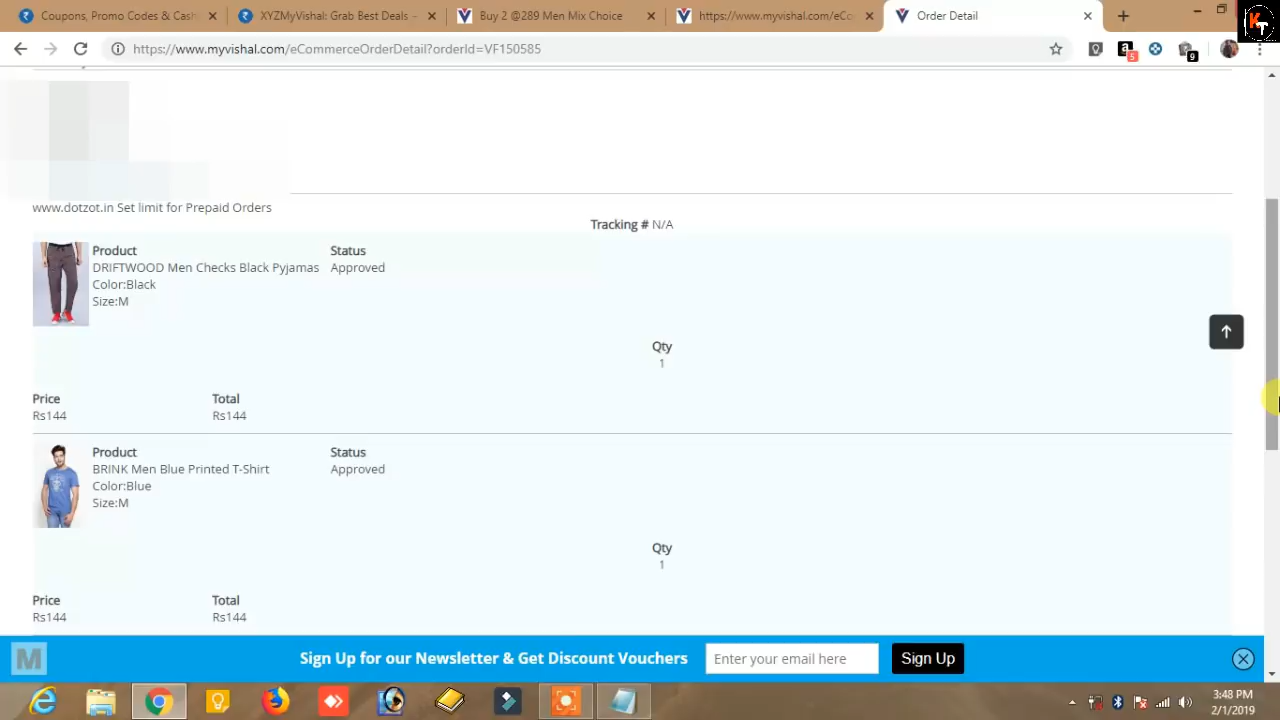 Coupons, Promo Codes & Cash
XYZMyVishal: Grab Best Deals –
Buy 2 @289 Men Mix Choice
https://www.myvishal.com/eCo
Order Detail
K
T
https://www.myvishal.com/eCommerceOrderDetail?orderId=VF150585
a
5
9
www.dotzot.in Set limit for Prepaid Orders
Tracking # N/A
Product
Status
DRIFTWOOD Men Checks Black Pyjamas
Approved
Color:Black
Size:M
Qty
1
Price
Total
Rs144
Rs144
Product
Status
BRINK Men Blue Printed T-Shirt
Approved
Color:Blue
Size:M
Qty
1
Price
Total
Rs144
Rs144
M
Sign Up for our Newsletter & Get Discount Vouchers
Enter your email here
Sign Up
3:48 PM
2/1/2019